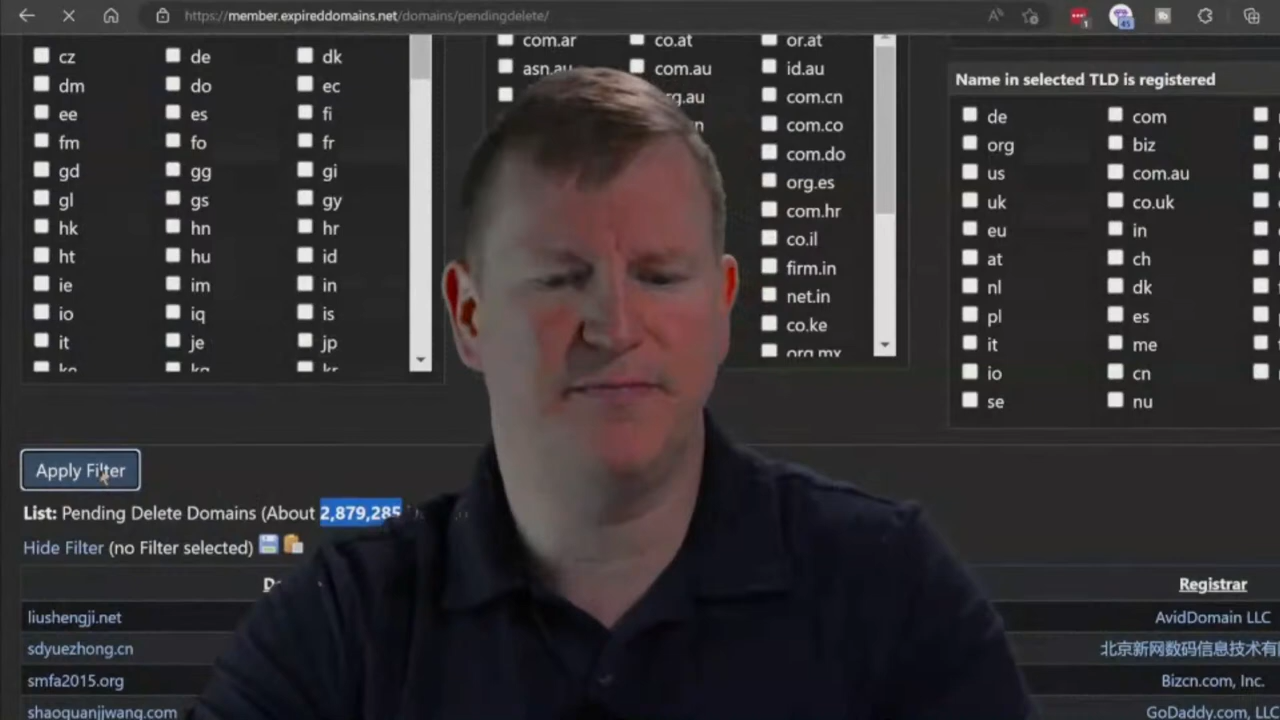 https://member.expireddomains.net/domains/pendingdelete/
1
45
cz de dk
dm do ec
ee es fi
fm fo fr
gd gg gi
gl gs gy
hk hn hr
ht hu id
ie im in
io iq is
it je jp
com.ar co.at or.at
asn.au com.au id.au
com.cn
com.co
com.do
org.es
com.hr
co.il
firm.in
net.in
co.ke
org.mx
Name in selected TLD is registered
de com
org biz
us com.au
uk co.uk
eu in
at ch
nl dk
pl es
it me
io cn
se nu
Apply Filter
List: Pending Delete Domains (About 2,879,285
Hide Filter (no Filter selected)
Registrar
liushengji.net AvidDomain LLC
sdyuezhong.cn 北京新网数码信息技术有
smfa2015.org Bizcn.com, Inc.
shaoguanjjwang.com GoDaddy.com, LLC